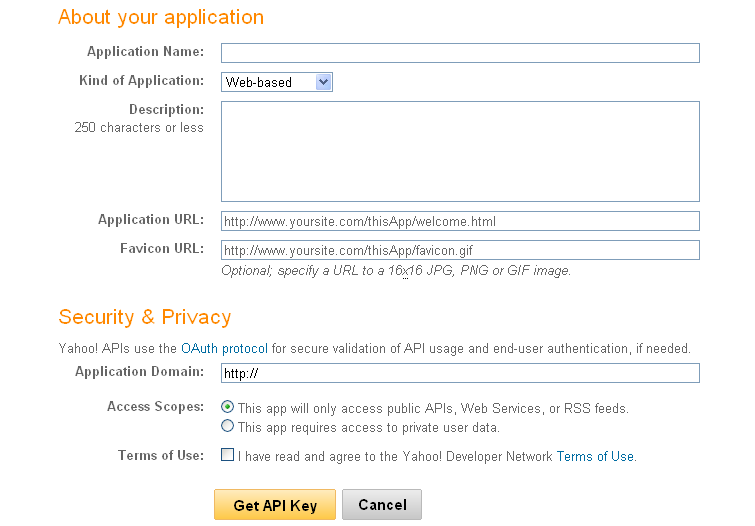 About your application
Application Name:
Kind of Application: Web-based
Description:
250 characters or less
Application URL: http://www.yoursite.com/thisApp/welcome.html
Favicon URL: http://www.yoursite.com/thisApp/favicon.gif
Optional; specify a URL to a 16x16 JPG, PNG or GIF image.
Security & Privacy
Yahoo! APIs use the OAuth protocol for secure validation of API usage and end-user authentication, if needed.
Application Domain: http://
Access Scopes: This app will only access public APIs, Web Services, or RSS feeds.
This app requires access to private user data.
Terms of Use: I have read and agree to the Yahoo! Developer Network Terms of Use.
Get API Key Cancel